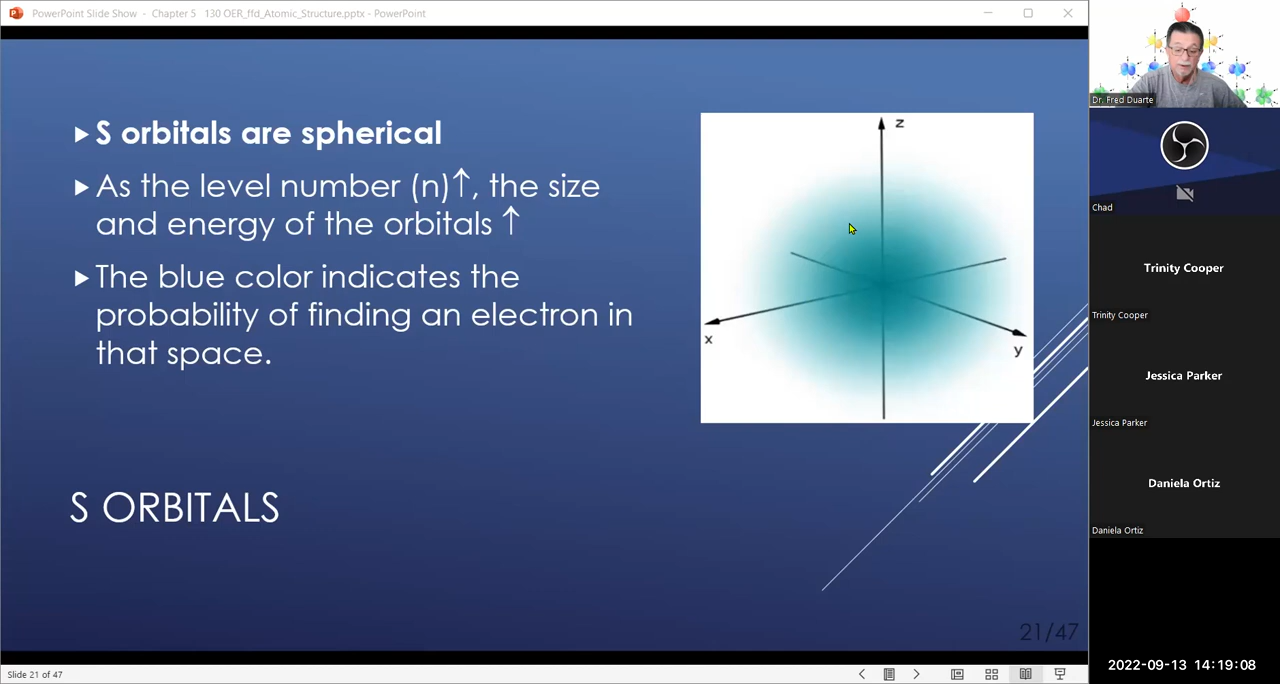 PowerPoint Slide Show - Chapter 5 130 OER_ffd_Atomic_Structure.pptx - PowerPoint
S orbitals are spherical
As the level number (n)↑, the size
and energy of the orbitals ↑
The blue color indicates the
probability of finding an electron in
that space.
S ORBITALS
z
x
y
21/47
Slide 21 of 47
Dr. Fred Duarte
Chad
Trinity Cooper
Trinity Cooper
Jessica Parker
Jessica Parker
Daniela Ortiz
Daniela Ortiz
2022-09-13 14:19:08